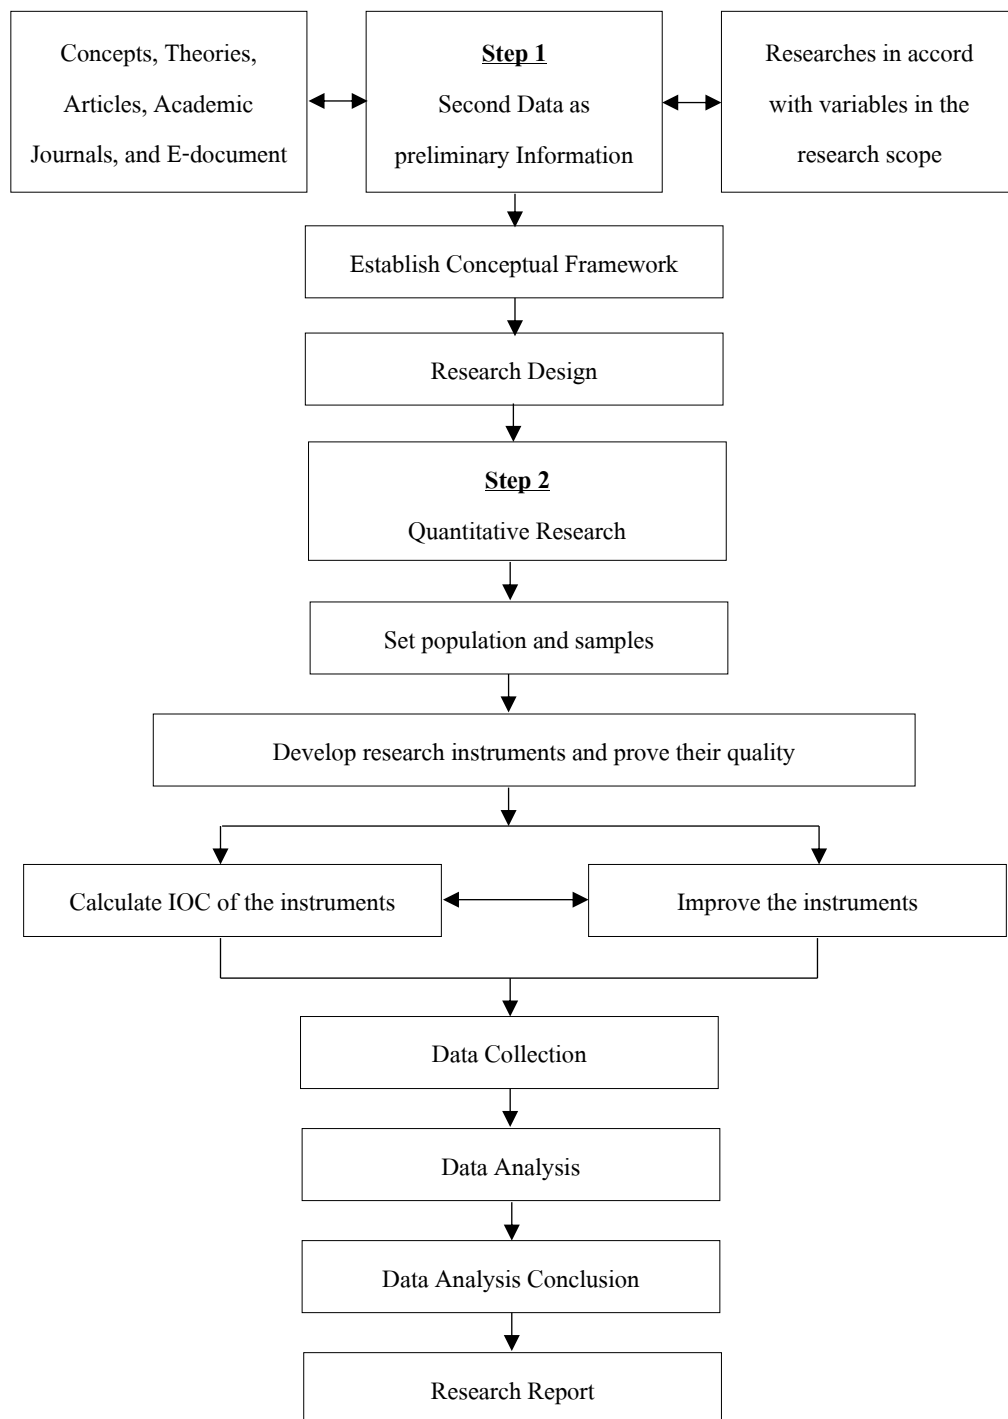 Concepts, Theories,
Articles, Academic
Journals, and E-document
Step 1
Second Data as
preliminary Information
Researches in accord
with variables in the
research scope
Establish Conceptual Framework
Research Design
Step 2
Quantitative Research
Set population and samples
Develop research instruments and prove their quality
Calculate IOC of the instruments
Improve the instruments
Data Collection
Data Analysis
Data Analysis Conclusion
Research Report